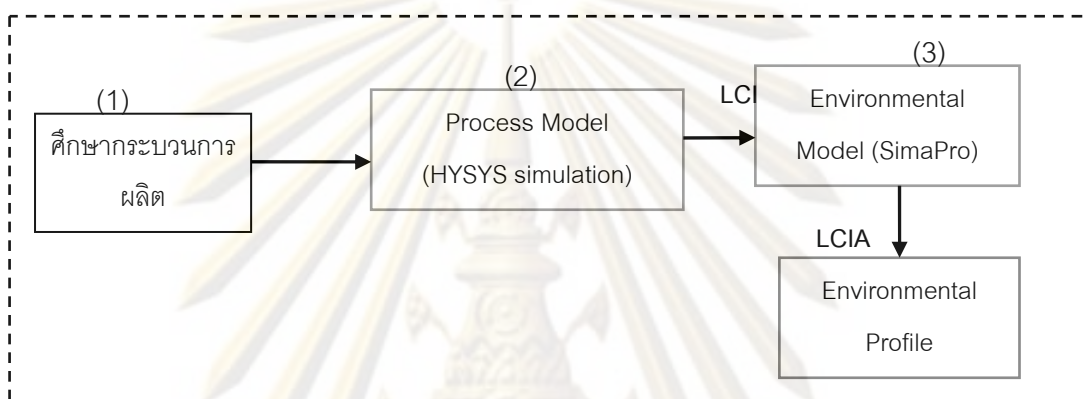 (1)
ศึกษากระบวนการ
ผลิต
(2)
Process Model
(HYSYS simulation)
LCI
(3)
Environmental
Model (SimaPro)
LCIA
Environmental
Profile